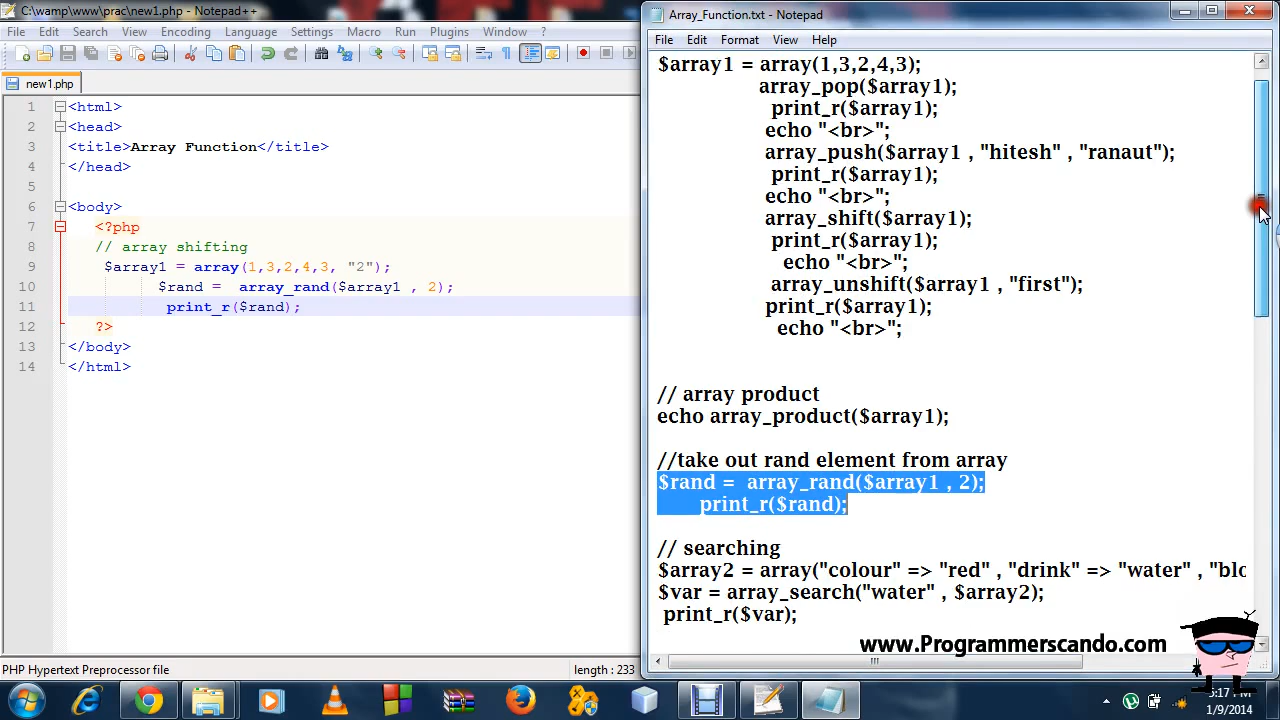 C:\wamp\www\prac\new1.php - Notepad++
File Edit Search View Encoding Language Settings Macro Run Plugins Window ?
new1.php
1 <html>
2 <head>
3 <title>Array Function</title>
4 </head>
5
6 <body>
7 <?php
8 // array shifting
9 $array1 = array(1,3,2,4,3, "2");
10 $rand =  array_rand($array1 , 2);
11 print_r($rand);
12 ?>
13 </body>
14 </html>
PHP Hypertext Preprocessor file length : 233
Array_Function.txt - Notepad
File Edit Format View Help
$array1 = array(1,3,2,4,3);
array_pop($array1);
print_r($array1);
echo "<br>";
array_push($array1 , "hitesh" , "ranaut");
print_r($array1);
echo "<br>";
array_shift($array1);
print_r($array1);
echo "<br>";
array_unshift($array1 , "first");
print_r($array1);
echo "<br>";
// array product
echo array_product($array1);
//take out rand element from array
$rand =  array_rand($array1 , 2);
print_r($rand);
// searching
$array2 = array("colour" => "red" , "drink" => "water" , "blo
$var = array_search("water" , $array2);
print_r($var);
www.Programmerscando.com
:17 PM
1/9/2014